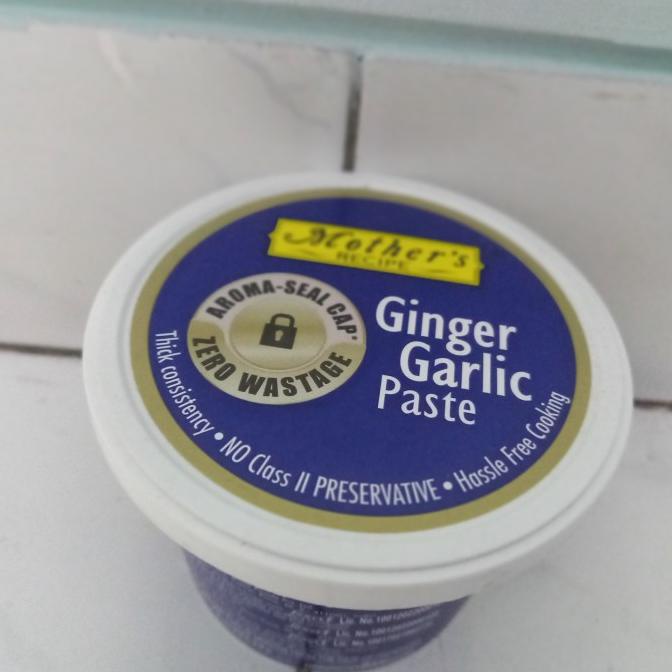 Mother's
RECIPE
AROMA-SEAL CAP*
ZERO WASTAGE
Ginger
Garlic
Paste
Thick consistency • NO Class II PRESERVATIVE • Hassle Free Cooking